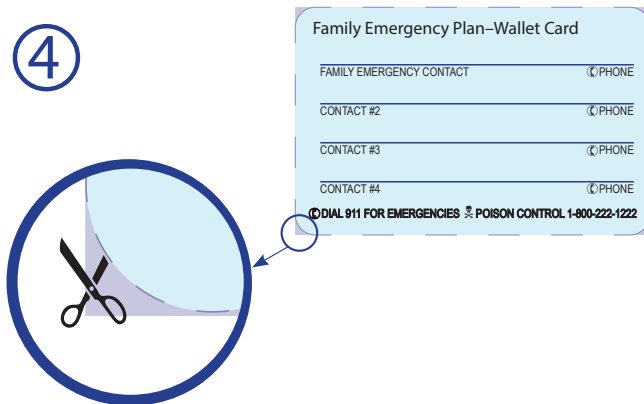 4
Family Emergency Plan–Wallet Card
FAMILY EMERGENCY CONTACT PHONE
CONTACT #2 PHONE
CONTACT #3 PHONE
CONTACT #4 PHONE
DIAL 911 FOR EMERGENCIES POISON CONTROL 1-800-222-1222